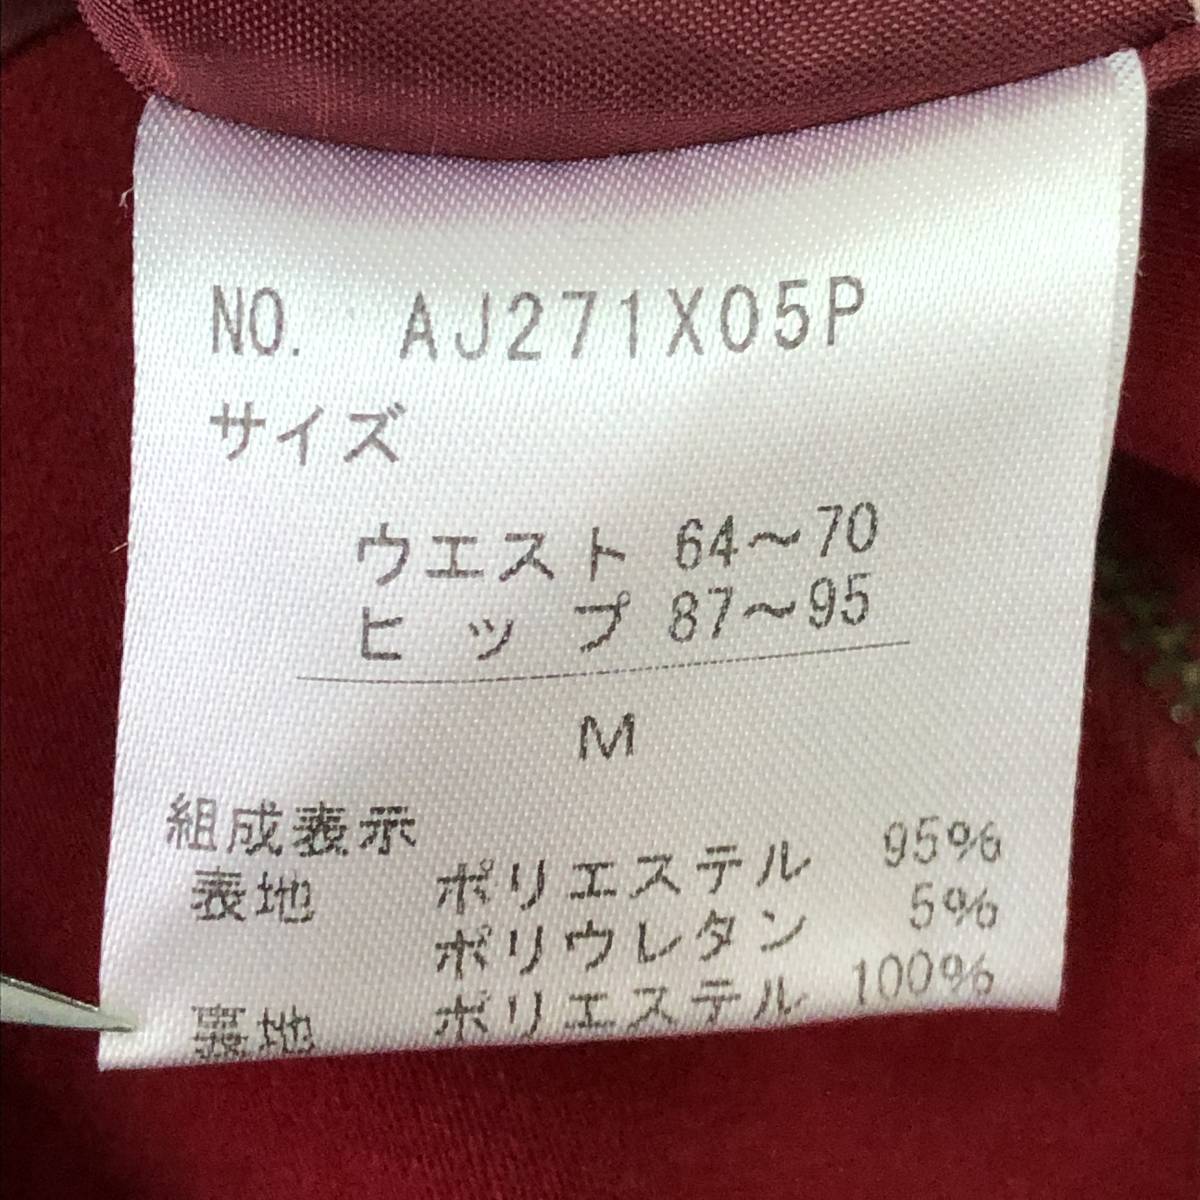 NO. AJ271X05P
サイズ
ウエスト 64～70
ヒップ 87～95
M
組成表示
表地 ポリエステル 95%
ポリウレタン 5%
裏地 ポリエステル 100%